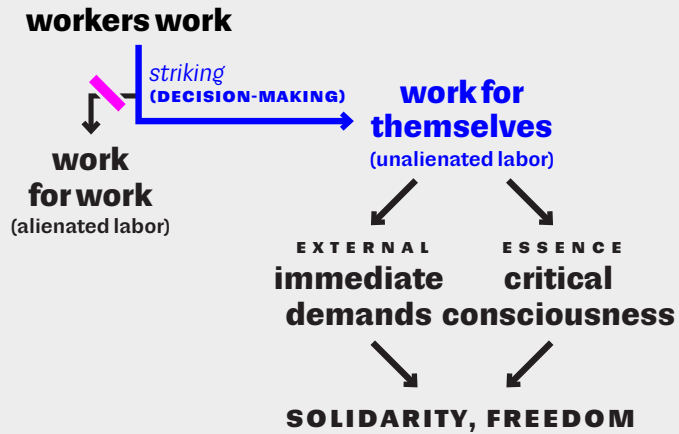 workers work
striking
(DECISION-MAKING)
work for
themselves
(unalienated labor)
work
for work
(alienated labor)
EXTERNAL
immediate
demands
ESSENCE
critical
consciousness
SOLIDARITY, FREEDOM